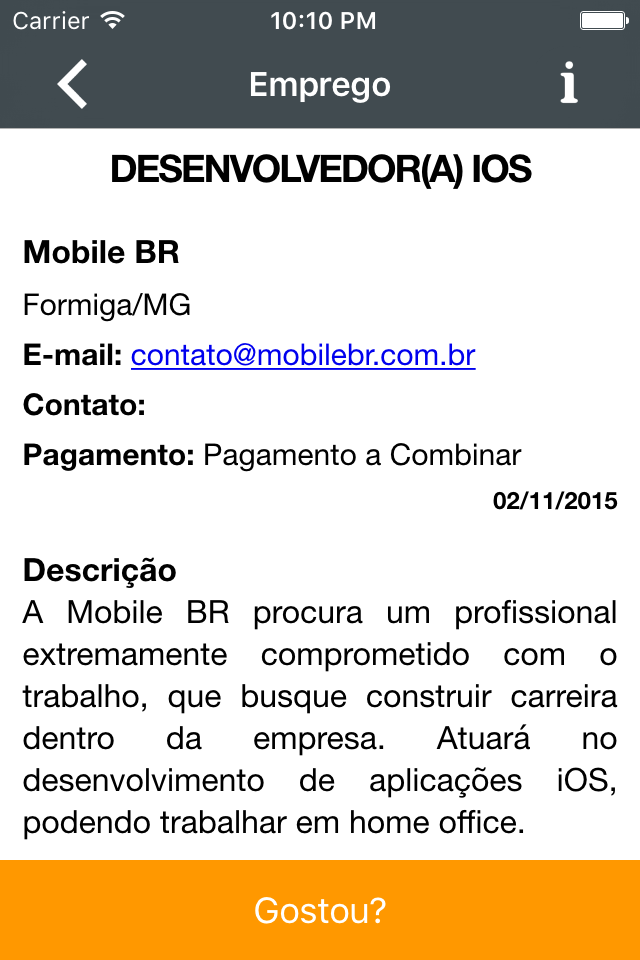 Carrier 10:10 PM
Emprego
DESENVOLVEDOR(A) IOS
Mobile BR
Formiga/MG
E-mail: contato@mobilebr.com.br
Contato:
Pagamento: Pagamento a Combinar
02/11/2015
Descrição
A Mobile BR procura um profissional
extremamente comprometido com o
trabalho, que busque construir carreira
dentro da empresa. Atuará no
desenvolvimento de aplicações iOS,
podendo trabalhar em home office.
Gostou?